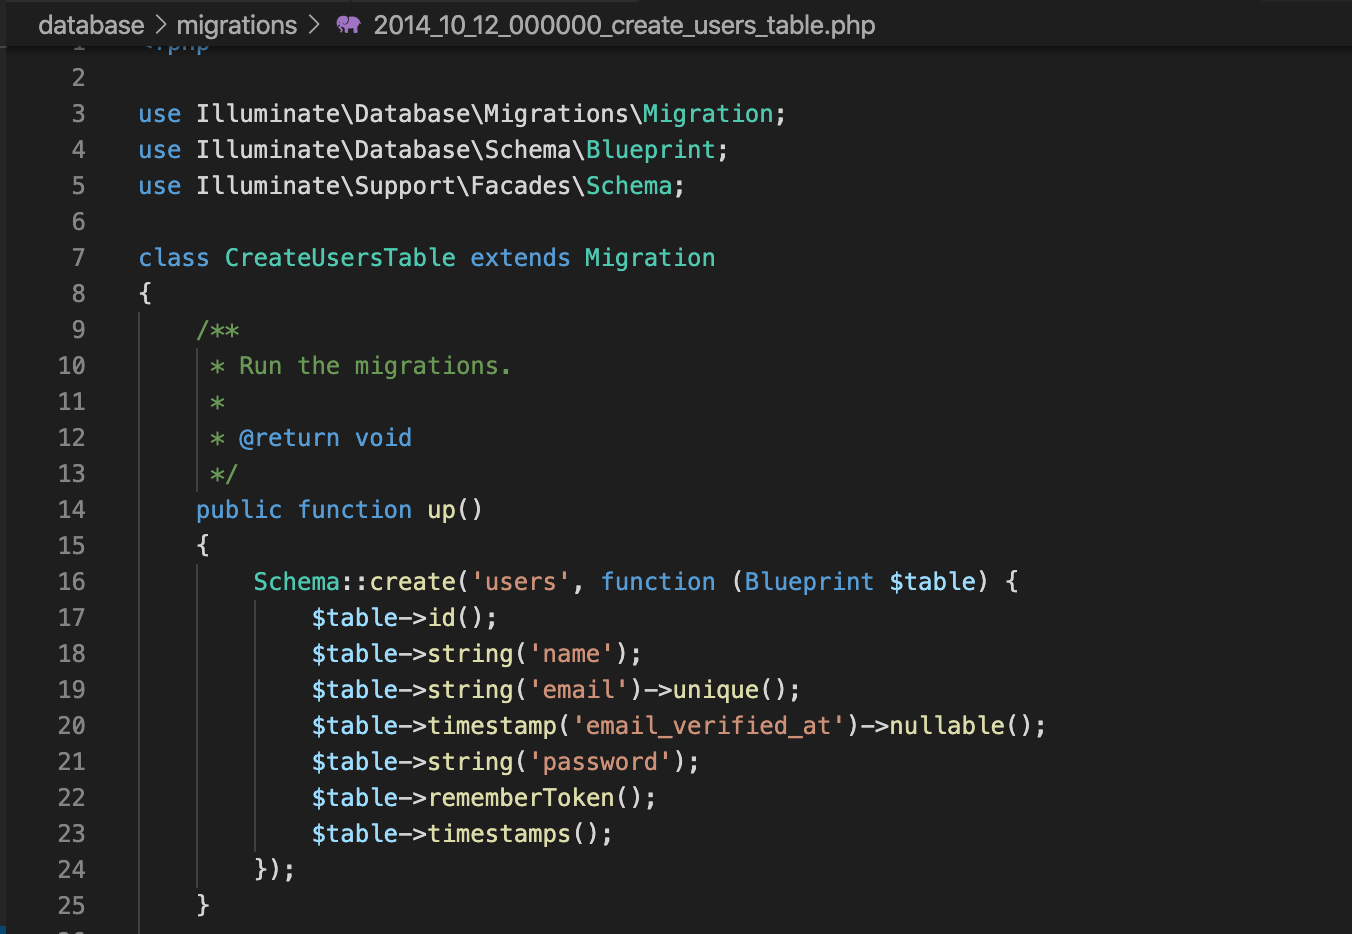 database > migrations > 2014_10_12_000000_create_users_table.php
1 <?php
2
3 use Illuminate\Database\Migrations\Migration;
4 use Illuminate\Database\Schema\Blueprint;
5 use Illuminate\Support\Facades\Schema;
6
7 class CreateUsersTable extends Migration
8 {
9     /**
10      * Run the migrations.
11      *
12      * @return void
13      */
14     public function up()
15     {
16         Schema::create('users', function (Blueprint $table) {
17             $table->id();
18             $table->string('name');
19             $table->string('email')->unique();
20             $table->timestamp('email_verified_at')->nullable();
21             $table->string('password');
22             $table->rememberToken();
23             $table->timestamps();
24         });
25     }